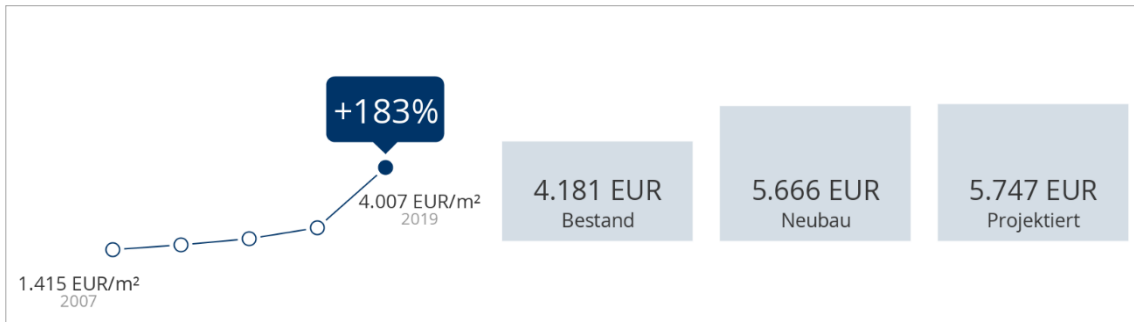 +183%
4.007 EUR/m²
2019
1.415 EUR/m²
2007
4.181 EUR
Bestand
5.666 EUR
Neubau
5.747 EUR
Projektiert